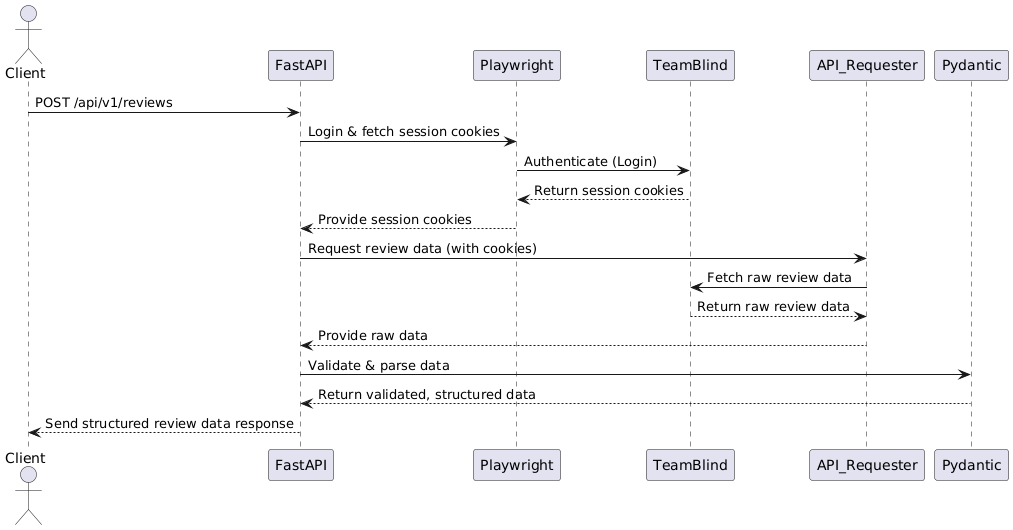 Client
FastAPI
Playwright
TeamBlind
API_Requester
Pydantic
POST /api/v1/reviews
Login & fetch session cookies
Authenticate (Login)
Return session cookies
Provide session cookies
Request review data (with cookies)
Fetch raw review data
Return raw review data
Provide raw data
Validate & parse data
Return validated, structured data
Send structured review data response
Client
FastAPI
Playwright
TeamBlind
API_Requester
Pydantic